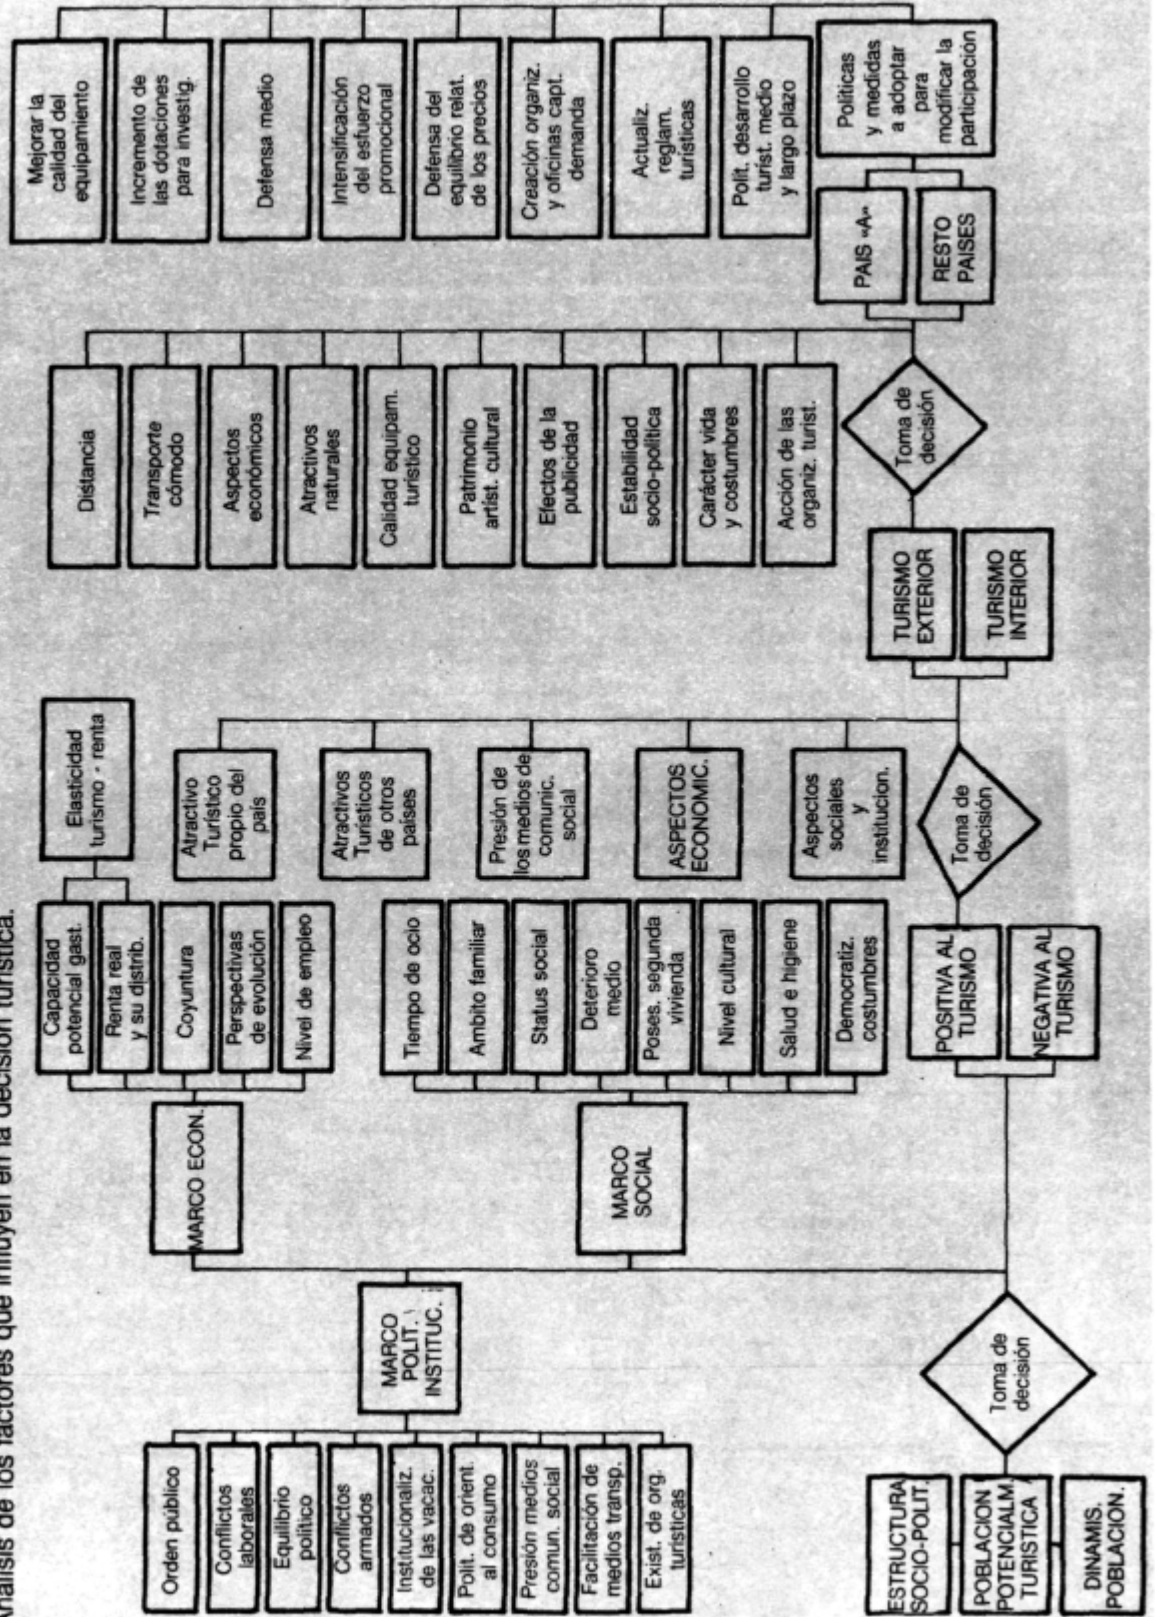 Análisis de los factores que influyen en la decisión turística.
Orden público
Conflictos
laborales
Equilibrio
político
Conflictos
armados
Institucionaliz.
de las vacac.
Polit. de orient.
al consumo
Presión medios
comun. social
Facilitación de
medios transp.
Exist. de org.
turísticas
ESTRUCTURA
SOCIO-POLIT.
POBLACION
POTENCIALM.
TURISTICA
DINAMIS.
POBLACION.
MARCO
POLIT.
INSTITUC.
Toma de
decisión
MARCO ECON.
MARCO
SOCIAL
Capacidad
potencial gast.
Renta real
y su distrib.
Coyuntura
Perspectivas
de evolución
Nivel de empleo
Tiempo de ocio
Ambito familiar
Status social
Deterioro
medio
Poses. segunda
vivienda
Nivel cultural
Salud e higiene
Democratiz.
costumbres
POSITIVA AL
TURISMO
NEGATIVA AL
TURISMO
Elasticidad
turismo - renta
Atractivo
Turístico
propio del
país
Atractivos
Turísticos
de otros
países
Presión de
los medios de
comunic.
social
ASPECTOS
ECONOMIC.
Aspectos
sociales
y
institucion.
Toma de
decisión
TURISMO
EXTERIOR
TURISMO
INTERIOR
Distancia
Transporte
cómodo
Aspectos
económicos
Atractivos
naturales
Calidad equipam.
turístico
Patrimonio
artíst. cultural
Efectos de la
publicidad
Estabilidad
socio-política
Carácter vida
y costumbres
Acción de las
organiz. turist.
Toma de
decisión
PAIS «A»
RESTO
PAISES
Mejorar la
calidad del
equipamiento
Incremento de
las dotaciones
para investig.
Defensa medio
Intensificación
del esfuerzo
promocional
Defensa del
equilibrio relat.
de los precios
Creación organiz.
y oficinas capt.
demanda
Actualiz.
reglam.
turísticas
Polit. desarrollo
turist. medio
y largo plazo
Políticas
y medidas
a adoptar
para
modificar la
participación